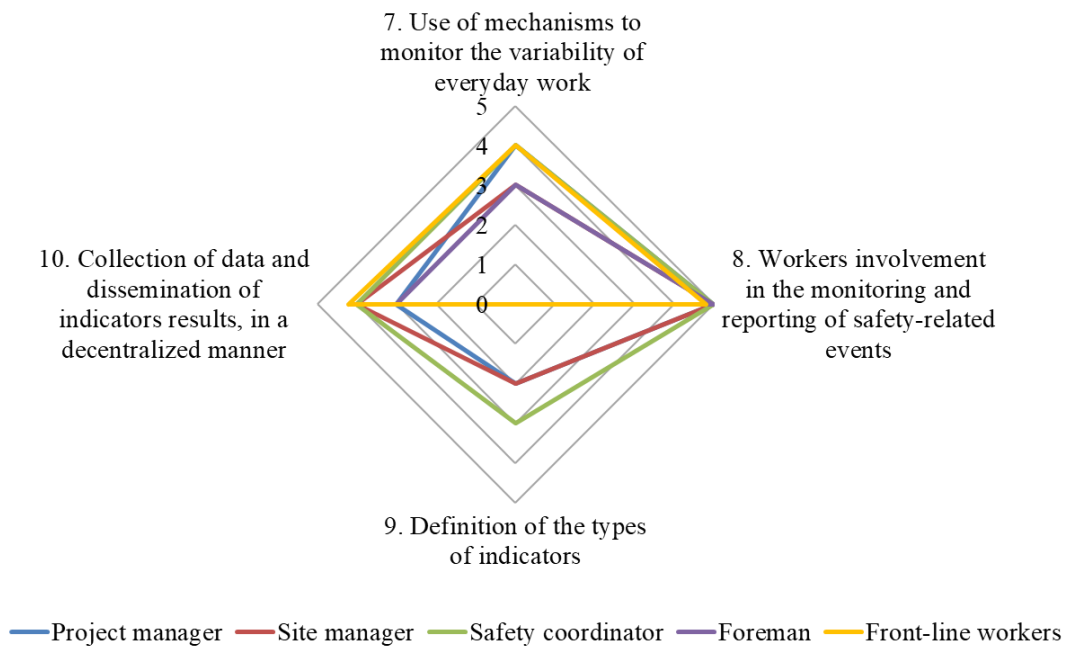 7. Use of mechanisms to
monitor the variability of
everyday work
5
4
3
2
1
0
10. Collection of data and
dissemination of
indicators results, in a
decentralized manner
8. Workers involvement
in the monitoring and
reporting of safety-related
events
9. Definition of the types
of indicators
Project manager Site manager Safety coordinator Foreman Front-line workers